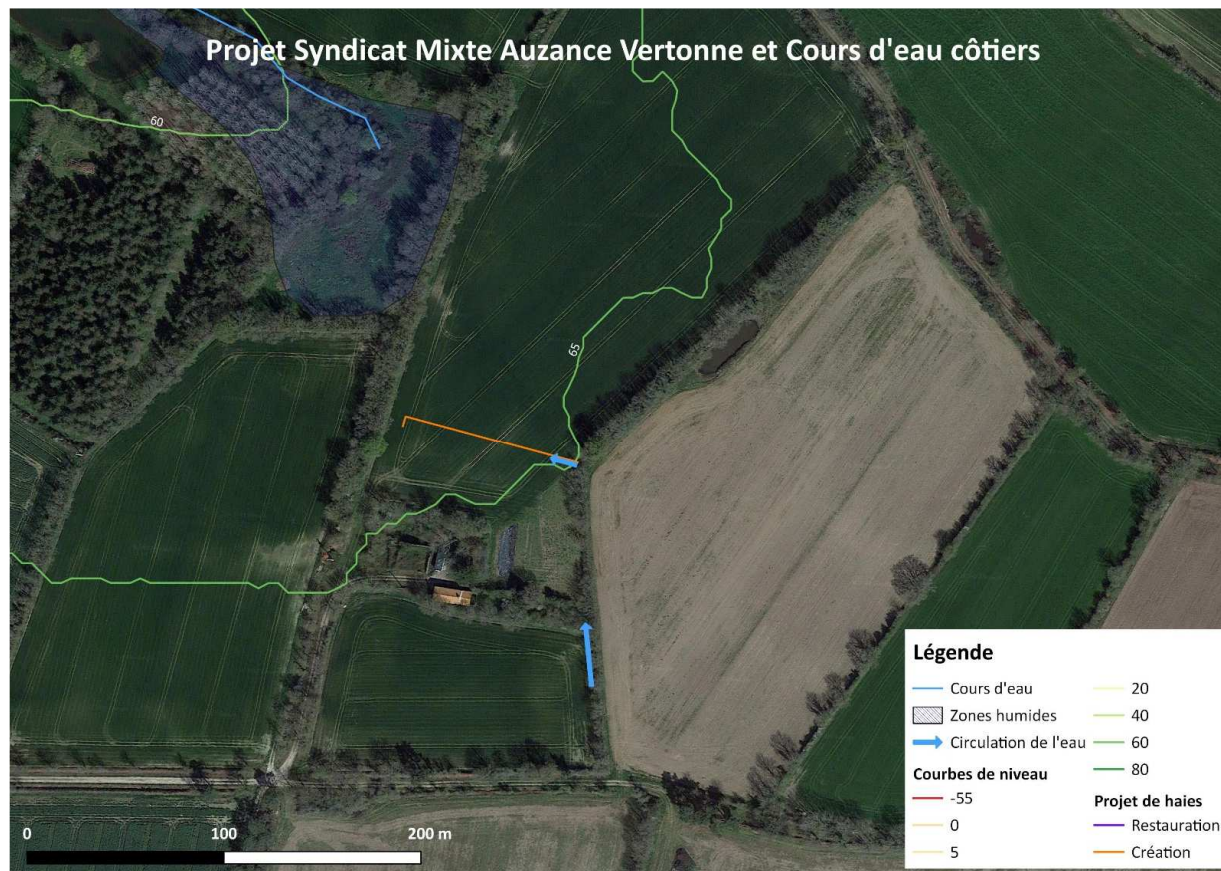 Projet Syndicat Mixte Auzance Vertonne et Cours d'eau côtiers
60
65
Légende
Cours d'eau
Zones humides
Circulation de l'eau
Courbes de niveau
-55
0
5
20
40
60
80
Projet de haies
Restauration
Création
0 100 200 m